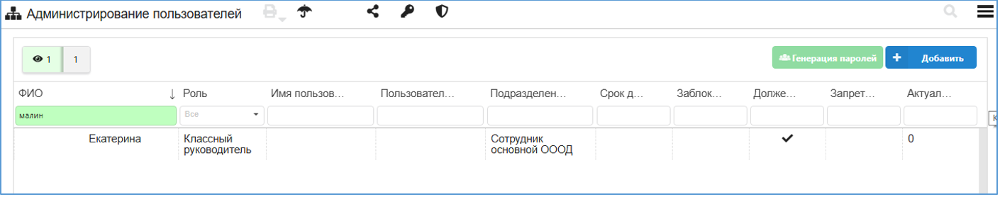 Администрирование пользователей
1 1
Генерация паролей
+ Добавить
ФИО ↓ Роль Имя пользов... Пользовател... Подразделен... Срок д... Заблок... Долже... Запрет... Актуал...
малин Все
Екатерина Классный Сотрудник 0
руководитель основной ОООД